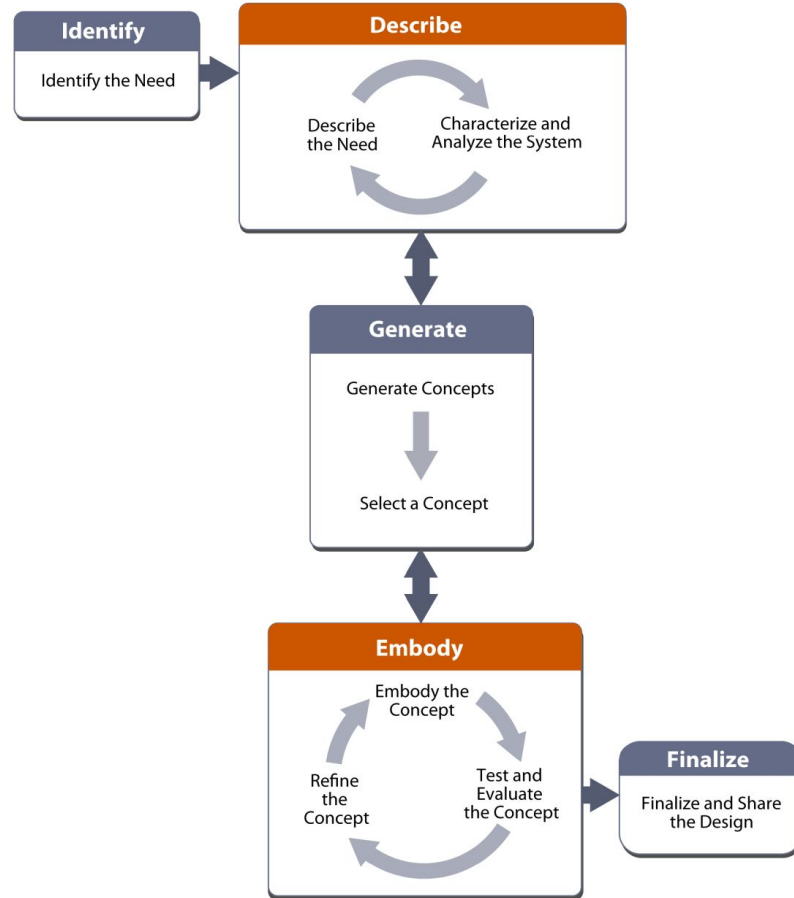 Identify
Identify the Need
Describe
Describe
the Need
Characterize and
Analyze the System
Generate
Generate Concepts
Select a Concept
Embody
Embody the
Concept
Test and
Evaluate
the Concept
Refine
the
Concept
Finalize
Finalize and Share
the Design